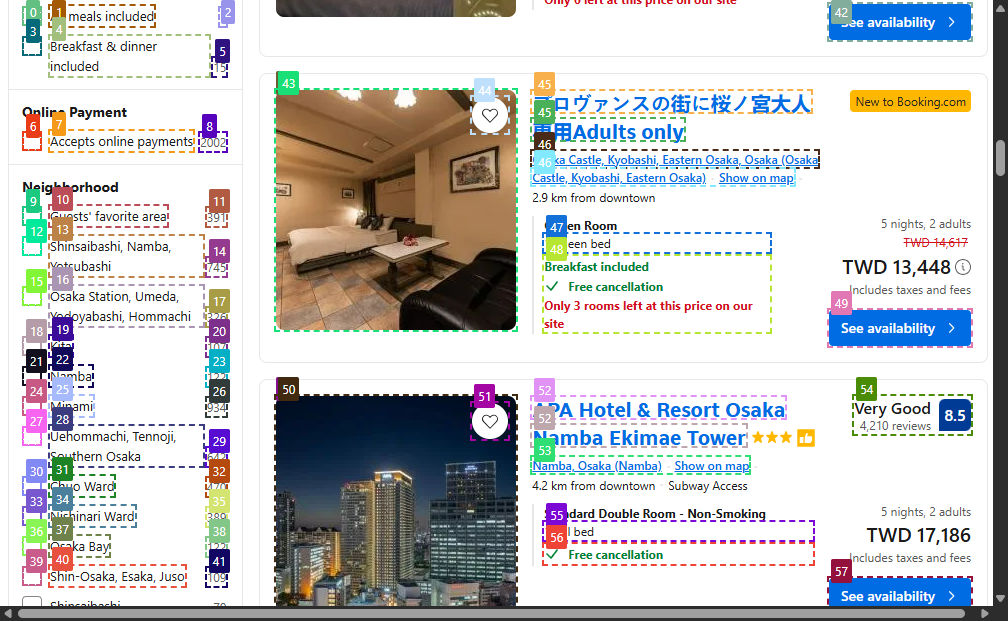 meals included
Breakfast & dinner
included
15
Online Payment
Accepts online payments
2002
Neighborhood
Guests' favorite area
391
Shinsaibashi, Namba,
Yotsubashi
745
Osaka Station, Umeda,
Yodoyabashi, Hommachi
326
Kita
Namba
Minami
934
Uehommachi, Tennoji,
Southern Osaka
Chuo Ward
Nichinari Ward
389
Osaka Bay
Shin-Osaka, Esaka, Juso
109
Shinsaibashi
70
Only 6 left at this price on our site
See availability
プロヴァンスの街に桜ノ宮大人
専用Adults only
New to Booking.com
Osaka Castle, Kyobashi, Eastern Osaka, Osaka (Osaka
Castle, Kyobashi, Eastern Osaka)
Show on map
2.9 km from downtown
Queen Room
Queen bed
Breakfast included
Free cancellation
Only 3 rooms left at this price on our
site
5 nights, 2 adults
TWD 14,617
TWD 13,448
Includes taxes and fees
See availability
APA Hotel & Resort Osaka
Namba Ekimae Tower
Very Good
4,210 reviews
8.5
Namba, Osaka (Namba)
Show on map
4.2 km from downtown
Subway Access
Standard Double Room - Non-Smoking
bed
Free cancellation
5 nights, 2 adults
TWD 17,186
Includes taxes and fees
See availability
0
1
2
3
4
5
6
7
8
9
10
11
12
13
14
15
16
17
18
19
20
21
22
23
24
25
26
27
28
29
30
31
32
33
34
35
36
37
38
39
40
41
42
43
44
45
45
46
46
47
48
49
50
51
52
52
53
54
55
56
57